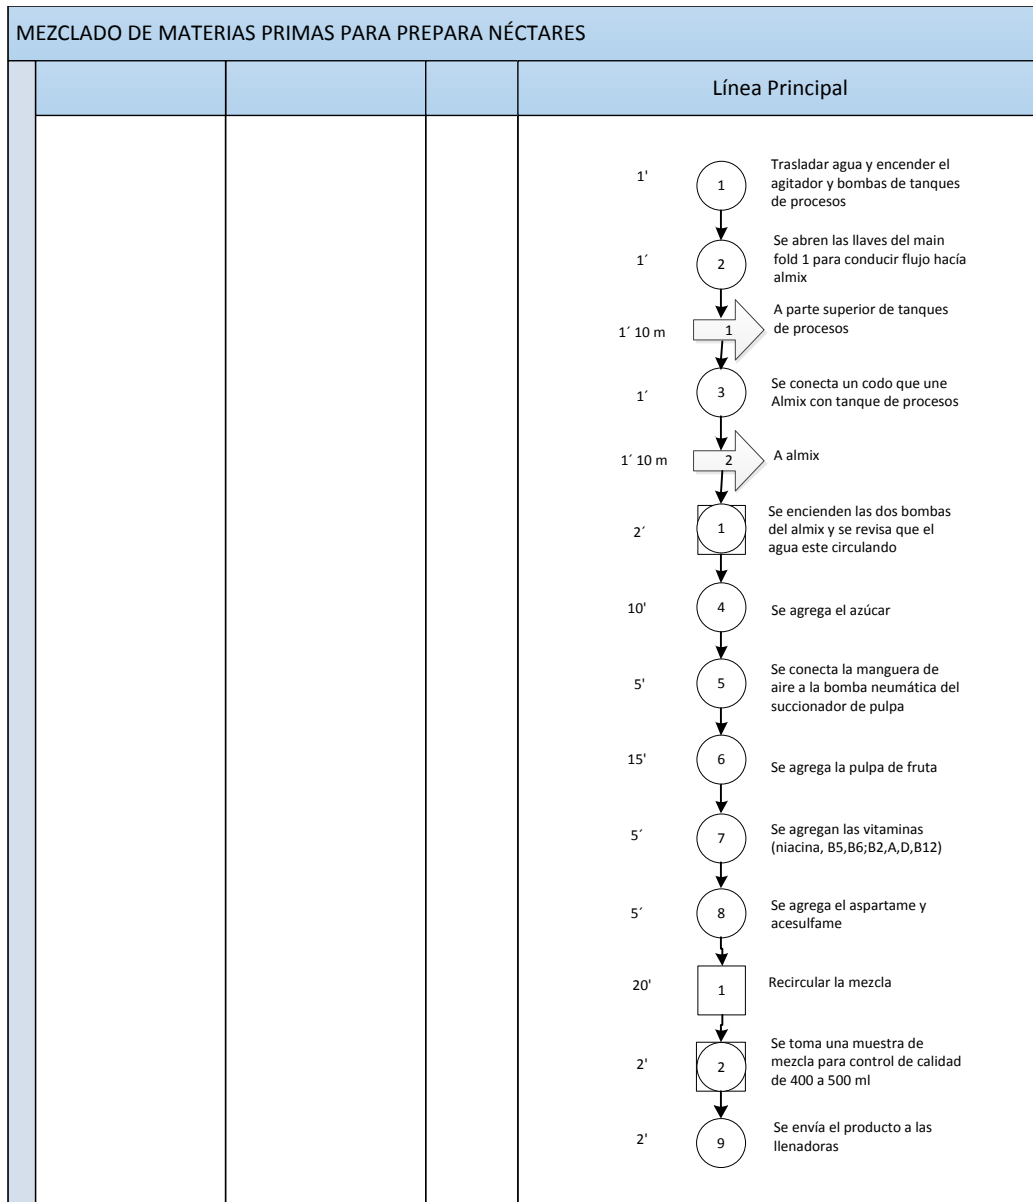 MEZCLADO DE MATERIAS PRIMAS PARA PREPARA NÉCTARES
Línea Principal
1'
1
Trasladar agua y encender el
agitador y bombas de tanques
de procesos
1´
2
Se abren las llaves del main
fold 1 para conducir flujo hacía
almix
1´ 10 m
1
A parte superior de tanques
de procesos
1´
3
Se conecta un codo que une
Almix con tanque de procesos
1´ 10 m
2
A almix
2´
1
Se encienden las dos bombas
del almix y se revisa que el
agua este circulando
10'
4
Se agrega el azúcar
5'
5
Se conecta la manguera de
aire a la bomba neumática del
succionador de pulpa
15'
6
Se agrega la pulpa de fruta
5´
7
Se agregan las vitaminas
(niacina, B5,B6;B2,A,D,B12)
5´
8
Se agrega el aspartame y
acesulfame
20'
1
Recircular la mezcla
2'
2
Se toma una muestra de
mezcla para control de calidad
de 400 a 500 ml
2'
9
Se envía el producto a las
llenadoras